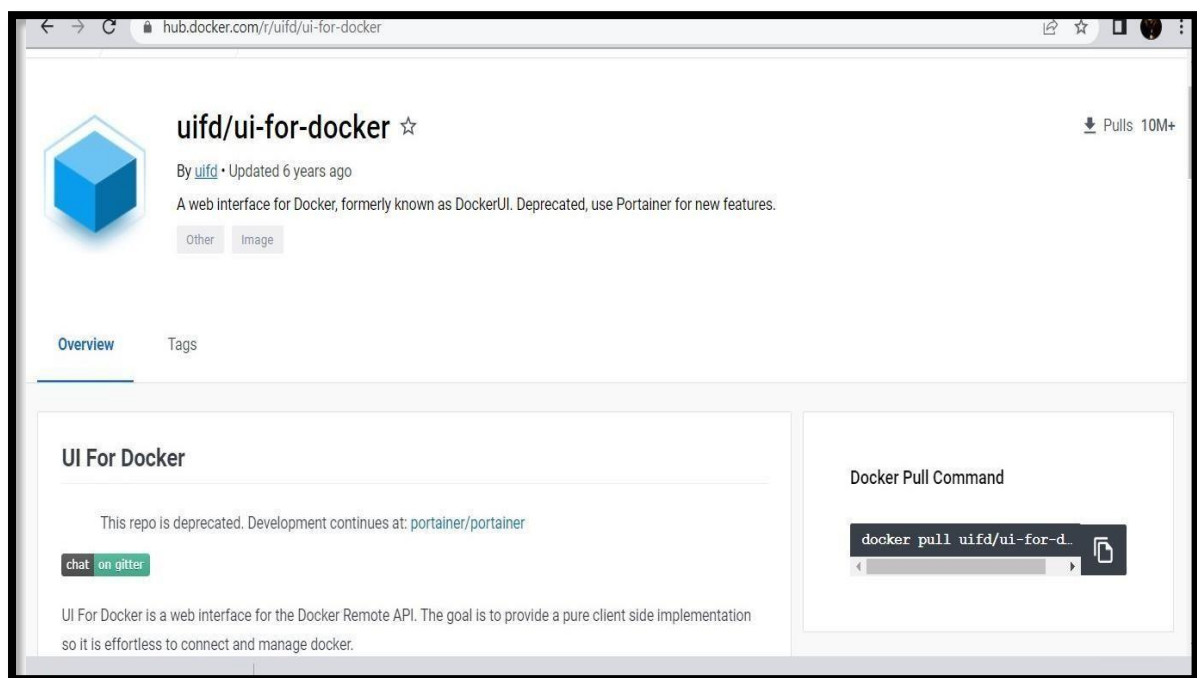 hub.docker.com/r/uifd/ui-for-docker
uifd/ui-for-docker
Pulls 10M+
By uifd • Updated 6 years ago
A web interface for Docker, formerly known as DockerUI. Deprecated, use Portainer for new features.
Other Image
Overview Tags
UI For Docker
This repo is deprecated. Development continues at: portainer/portainer
chat on gitter
UI For Docker is a web interface for the Docker Remote API. The goal is to provide a pure client side implementation
so it is effortless to connect and manage docker.
Docker Pull Command
docker pull uifd/ui-for-d...